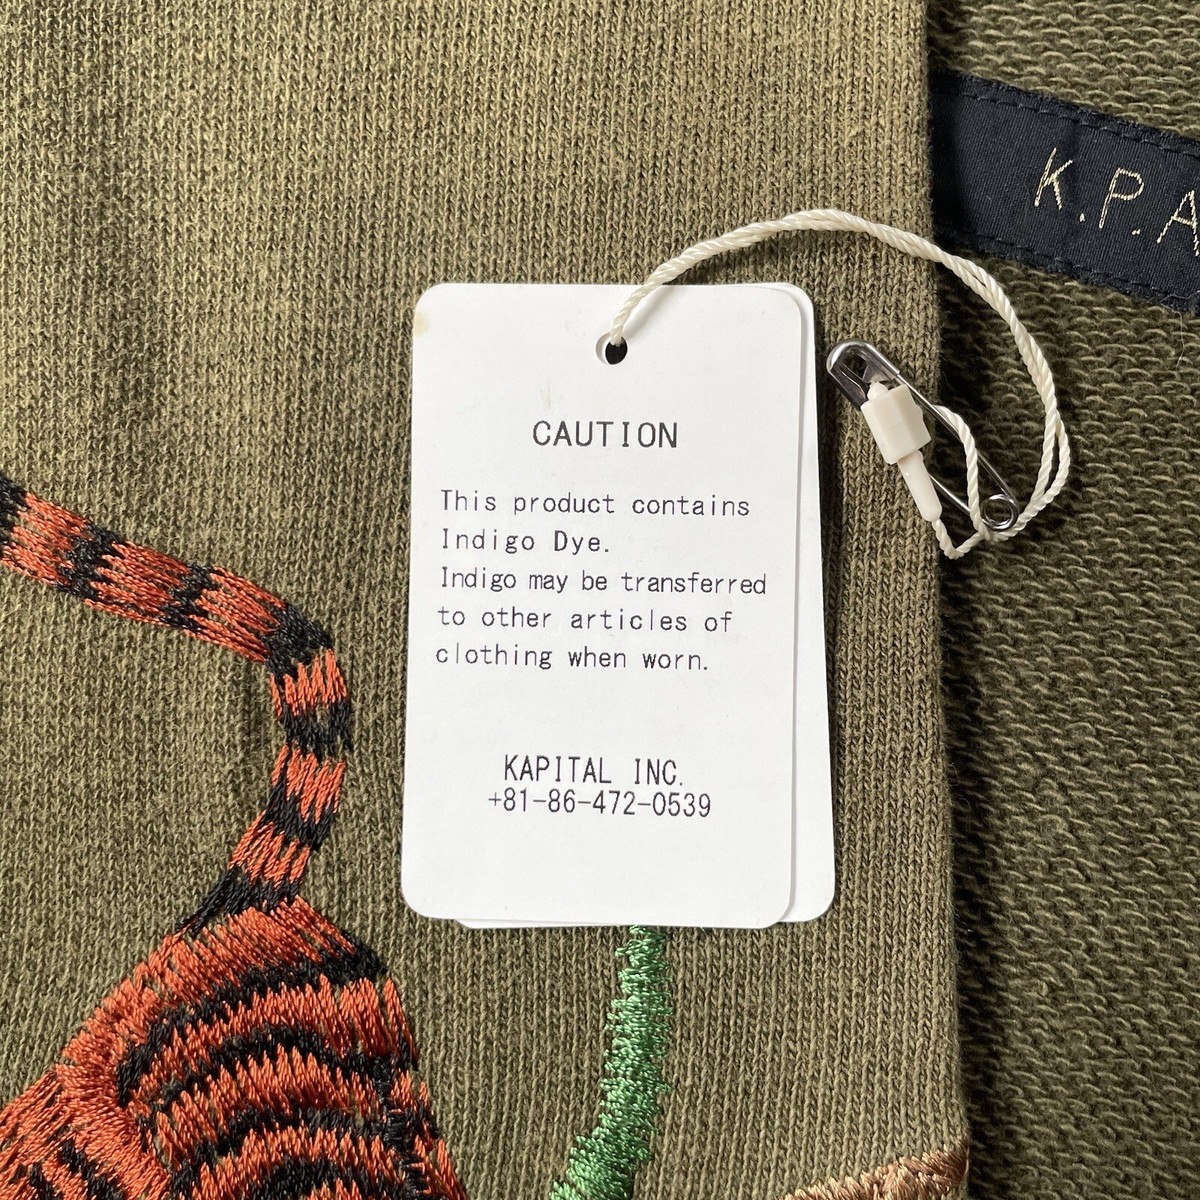 K.P.A.
CAUTION
This product contains
Indigo Dye.
Indigo may be transferred
to other articles of
clothing when worn.
KAPITAL INC.
+81-86-472-0539